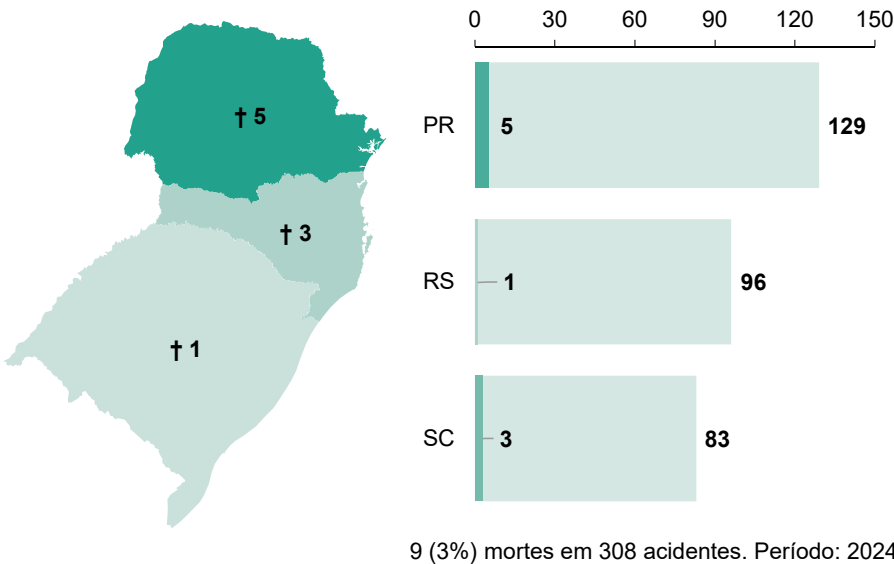 † 5
† 3
† 1
0 30 60 90 120 150
PR 5 129
RS 1 96
SC 3 83
9 (3%) mortes em 308 acidentes. Período: 2024